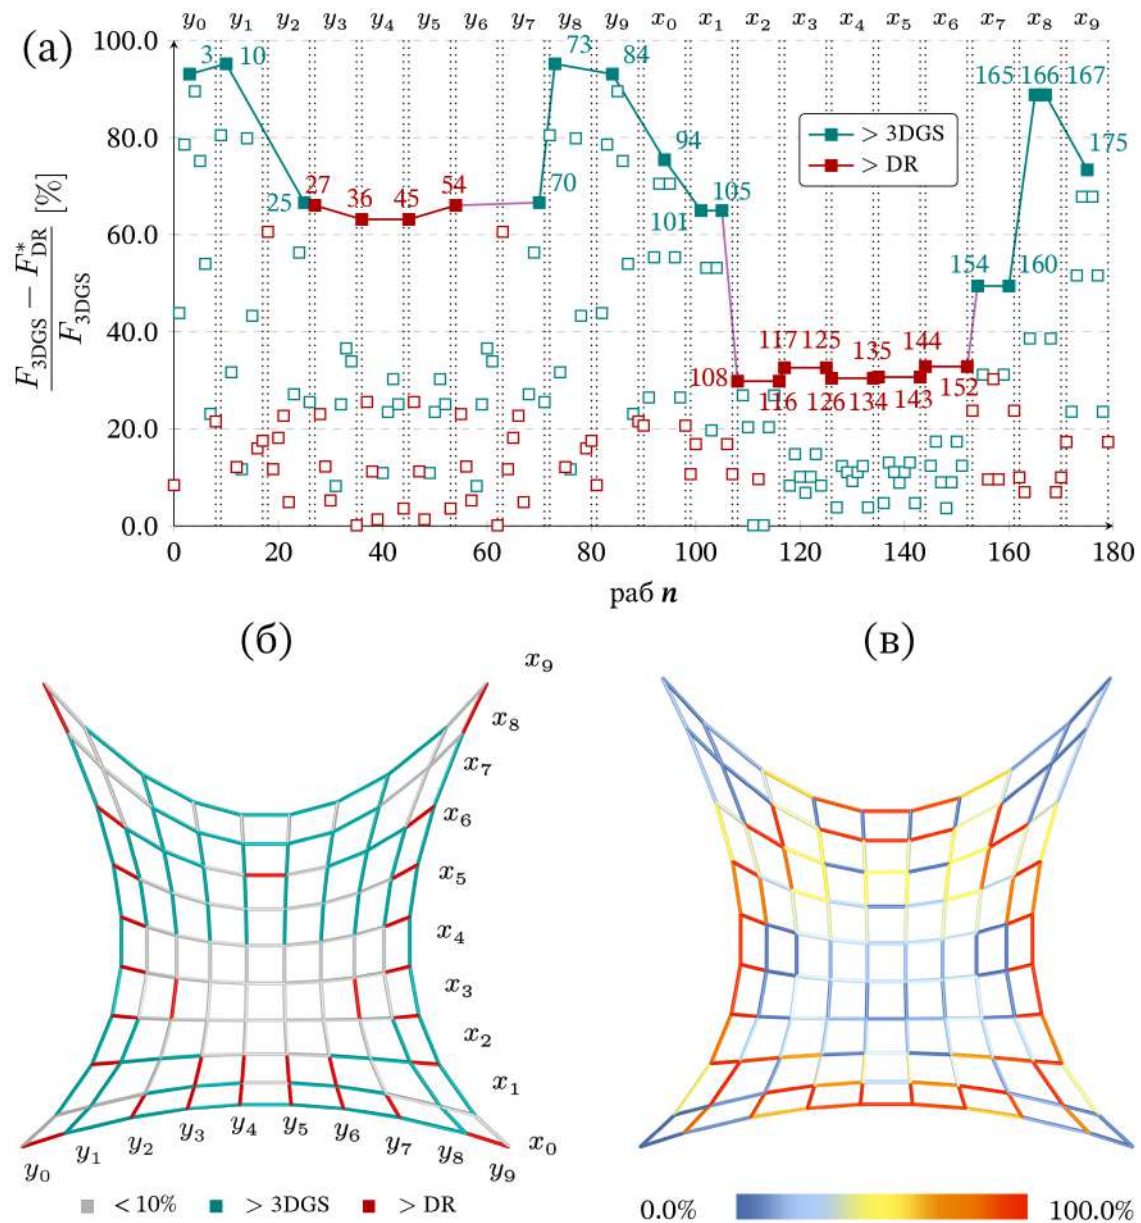 y₀ y₁ y₂ y₃ y₄ y₅ y₆ y₇ y₈ y₉ x₀ x₁ x₂ x₃ x₄ x₅ x₆ x₇ x₈ x₉
(а)
100.0
80.0
60.0
40.0
20.0
0.0
F₃DGS − F*DR
F₃DGS
[%]
3 10 73 84
165 166 167
94 175
25 27 36 45 54 70
101 105
154 160
108 117 125 135 144
116 126 134 143 152
> 3DGS
> DR
0 20 40 60 80 100 120 140 160 180
раб n
(б)
x₉
x₈
x₇
x₆
x₅
x₄
x₃
x₂
x₁
x₀
y₀ y₁ y₂ y₃ y₄ y₅ y₆ y₇ y₈ y₉
< 10% > 3DGS > DR
(в)
0.0% 100.0%